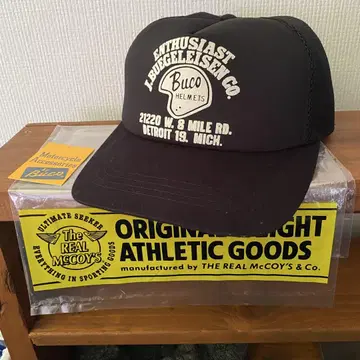 ENTHUSIAST
J.BUEGELEISEN CO.
Buco
HELMETS
21220 W. 8 MILE RD.
DETROIT 19. MICH.
Motorcycle
Accessories
Buco
ULTIMATE SEEKER
The
REAL
McCOY'S
EVERYTHING IN SPORTING GOODS
ORIGINAL IGHT
ATHLETIC GOODS
manufactured by THE REAL McCOY'S & Co.